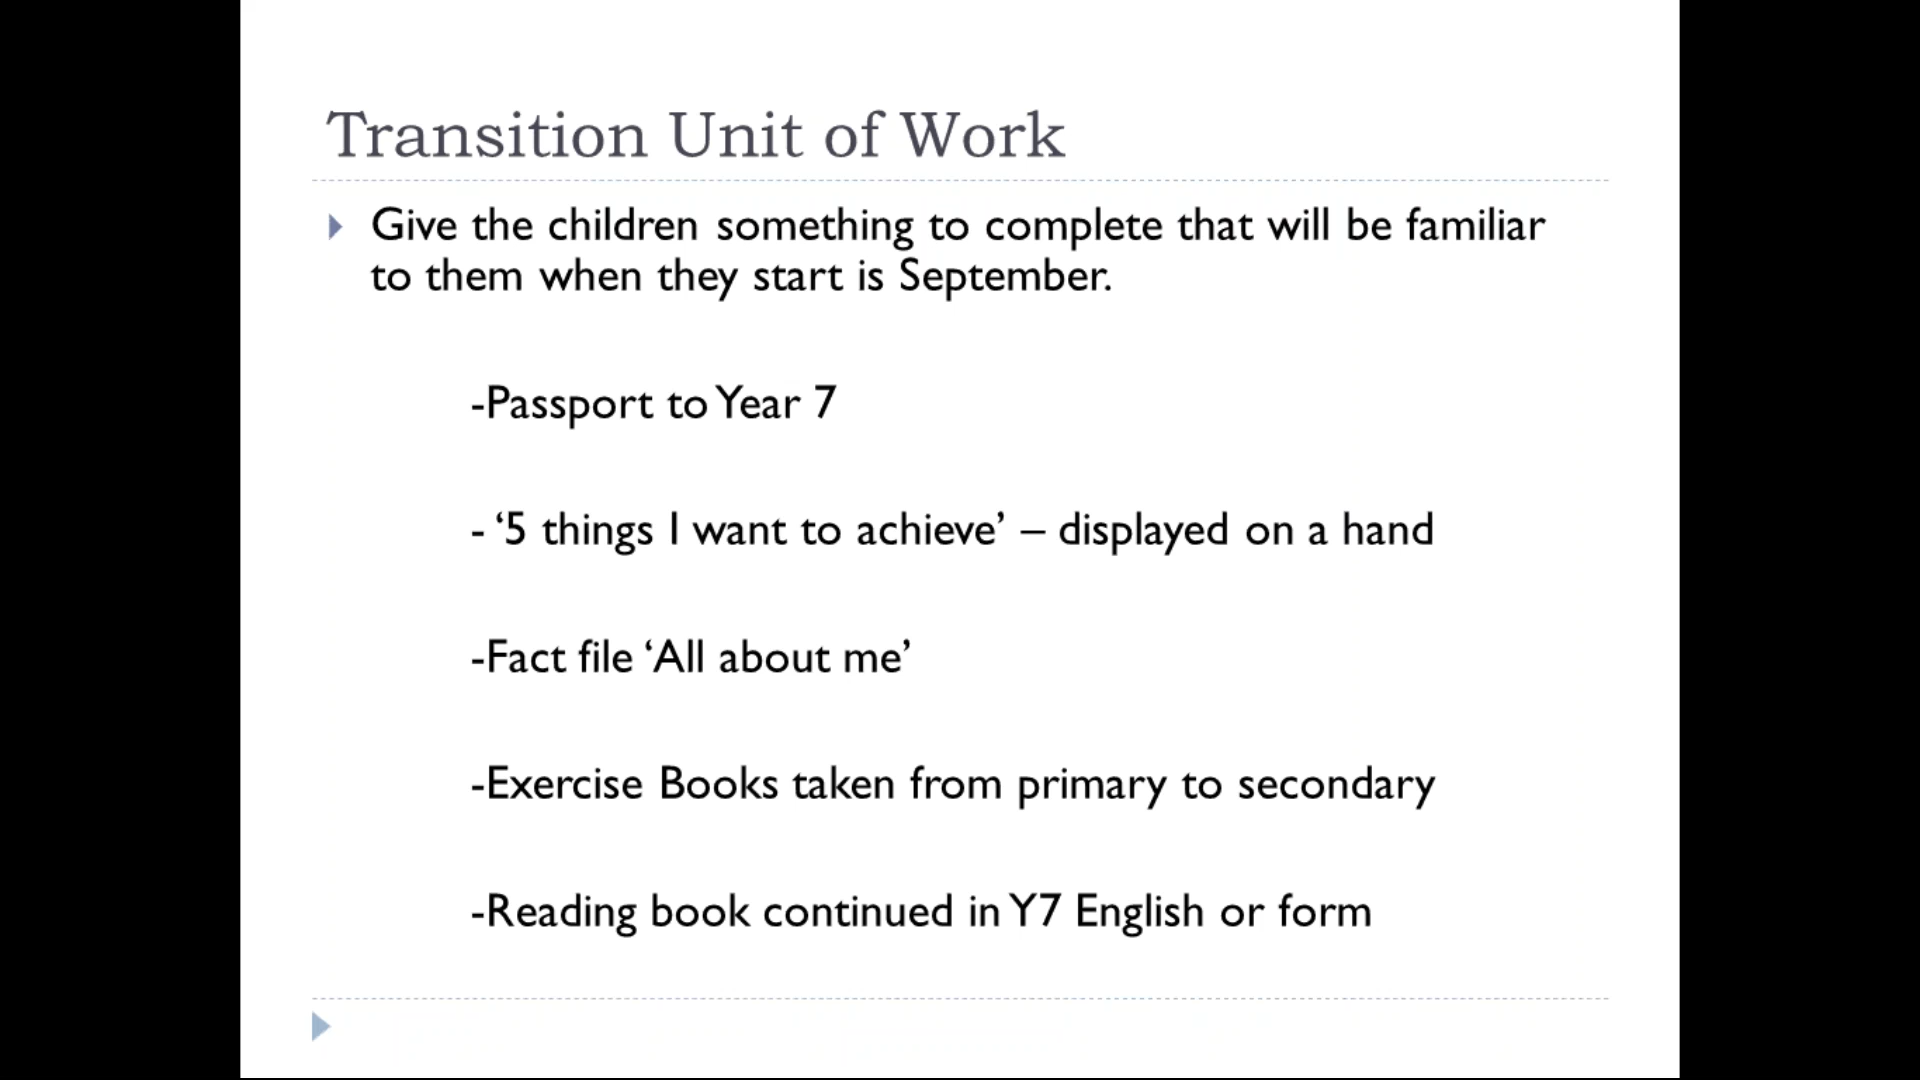 Transition Unit of Work
Give the children something to complete that will be familiar
to them when they start is September.
-Passport to Year 7
- ‘5 things I want to achieve’ – displayed on a hand
-Fact file ‘All about me’
-Exercise Books taken from primary to secondary
-Reading book continued in Y7 English or form